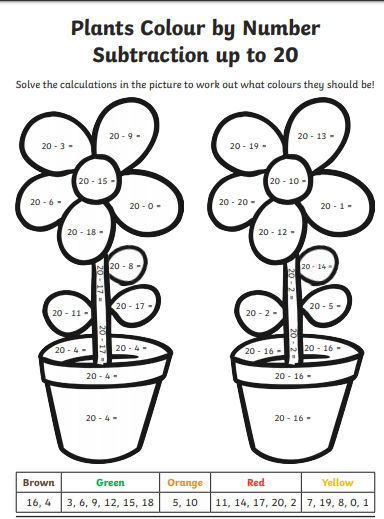 Plants Colour by Number
Subtraction up to 20
Solve the calculations in the picture to work out what colours they should be!
20 - 3 =
20 - 9 =
20 - 15 =
20 - 6 =
20 - 0 =
20 - 18 =
20 - 8 =
20 - 17 =
20 - 17 =
20 - 11 =
20 - 17 =
20 - 4 =
20 - 4 =
20 - 4 =
20 - 4 =
20 - 19 =
20 - 13 =
20 - 10 =
20 - 20 =
20 - 1 =
20 - 12 =
20 - 14 =
20 - 2 =
20 - 5 =
20 - 2 =
20 - 2 =
20 - 16 =
20 - 16 =
20 - 16 =
20 - 16 =
Brown Green Orange Red Yellow
16, 4 3, 6, 9, 12, 15, 18 5, 10 11, 14, 17, 20, 2 7, 19, 8, 0, 1